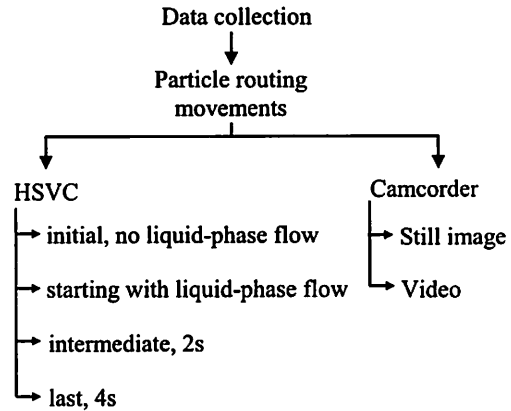 Data collection
Particle routing
movements
HSVC
initial, no liquid-phase flow
starting with liquid-phase flow
intermediate, 2s
last, 4s
Camcorder
Still image
Video